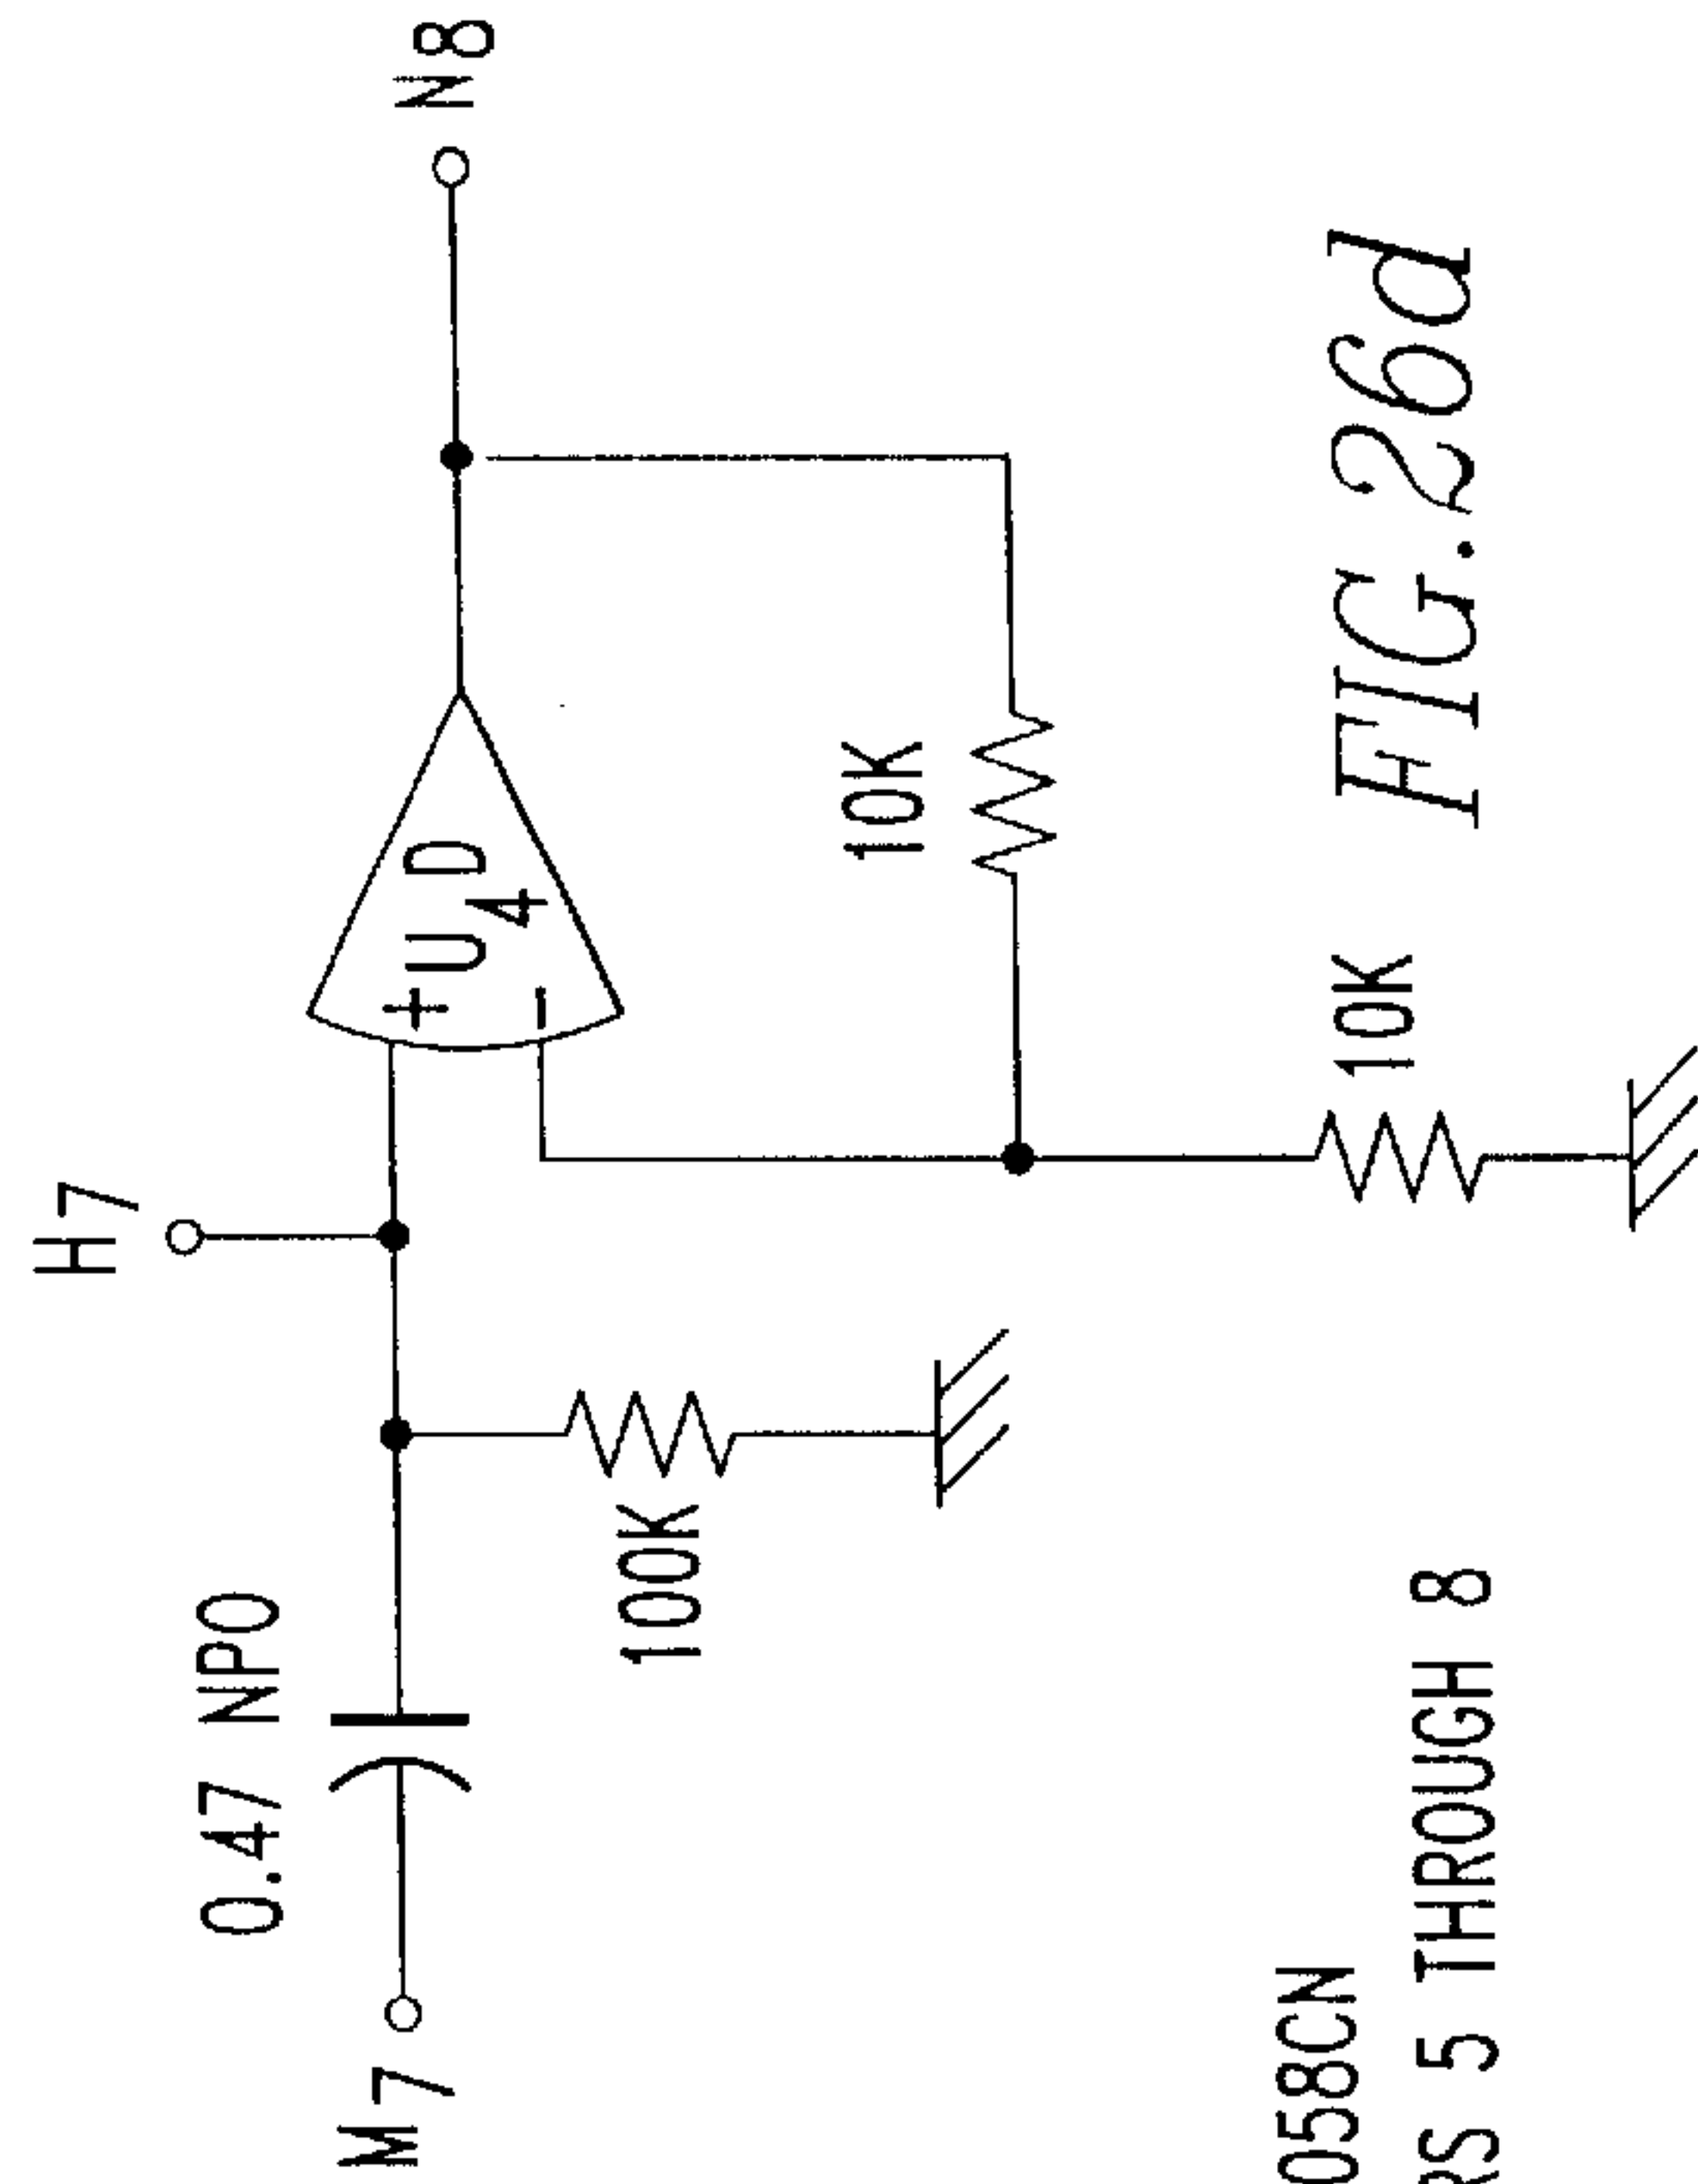 H7
0.47 NPO
M7
+
U4D
-
N8
100K
10K
10K
058CN
RS 5 THROUGH 8
FIG. 26d